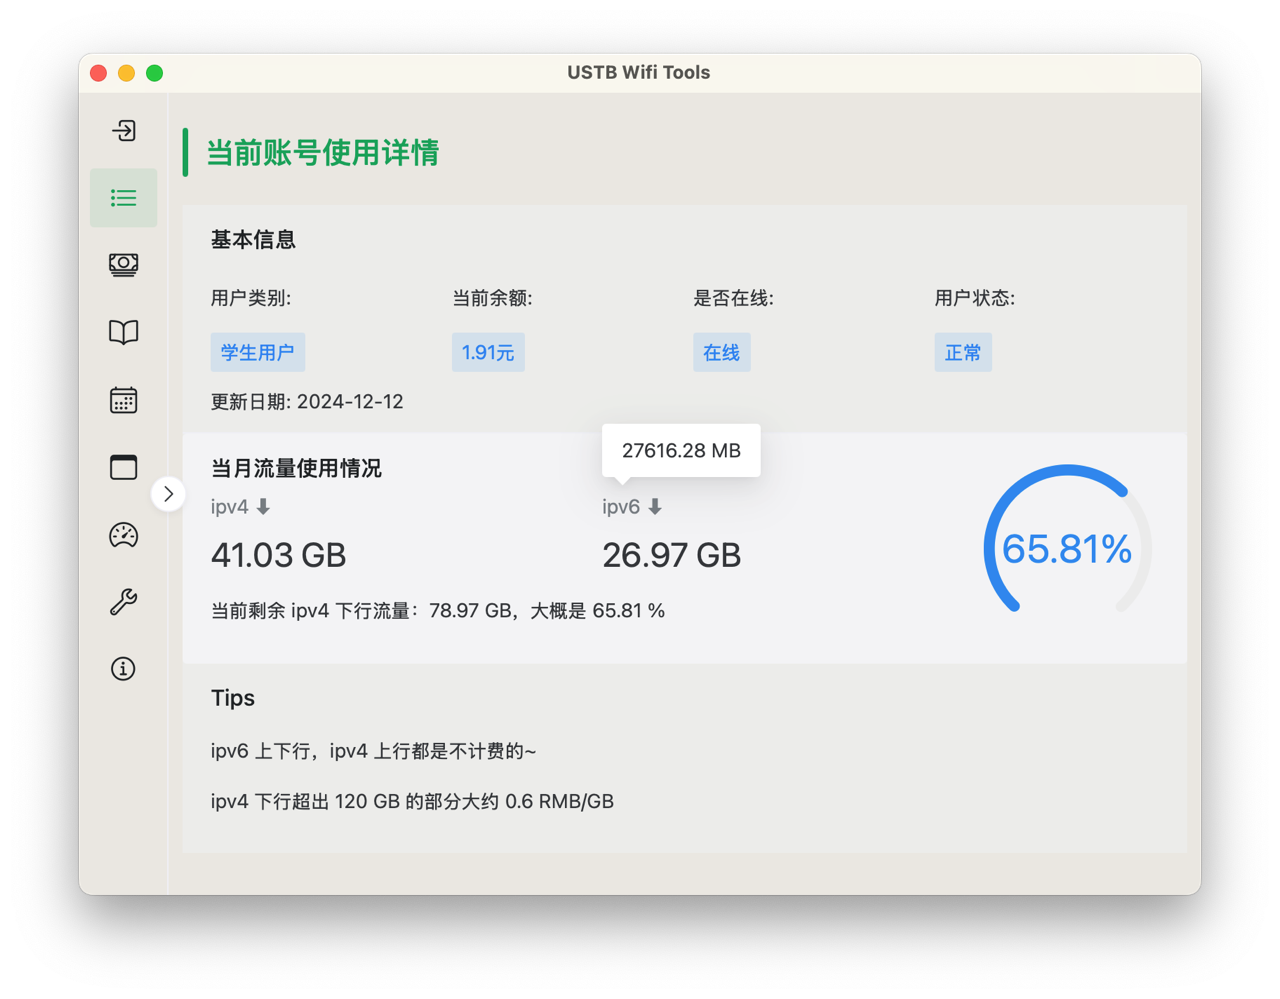 USTB Wifi Tools
当前账号使用详情
基本信息
用户类别: 当前余额: 是否在线: 用户状态:
学生用户 1.91元 在线 正常
更新日期: 2024-12-12
27616.28 MB
当月流量使用情况
ipv4 ipv6
41.03 GB 26.97 GB
65.81%
当前剩余 ipv4 下行流量：78.97 GB，大概是 65.81 %
Tips
ipv6 上下行，ipv4 上行都是不计费的~
ipv4 下行超出 120 GB 的部分大约 0.6 RMB/GB